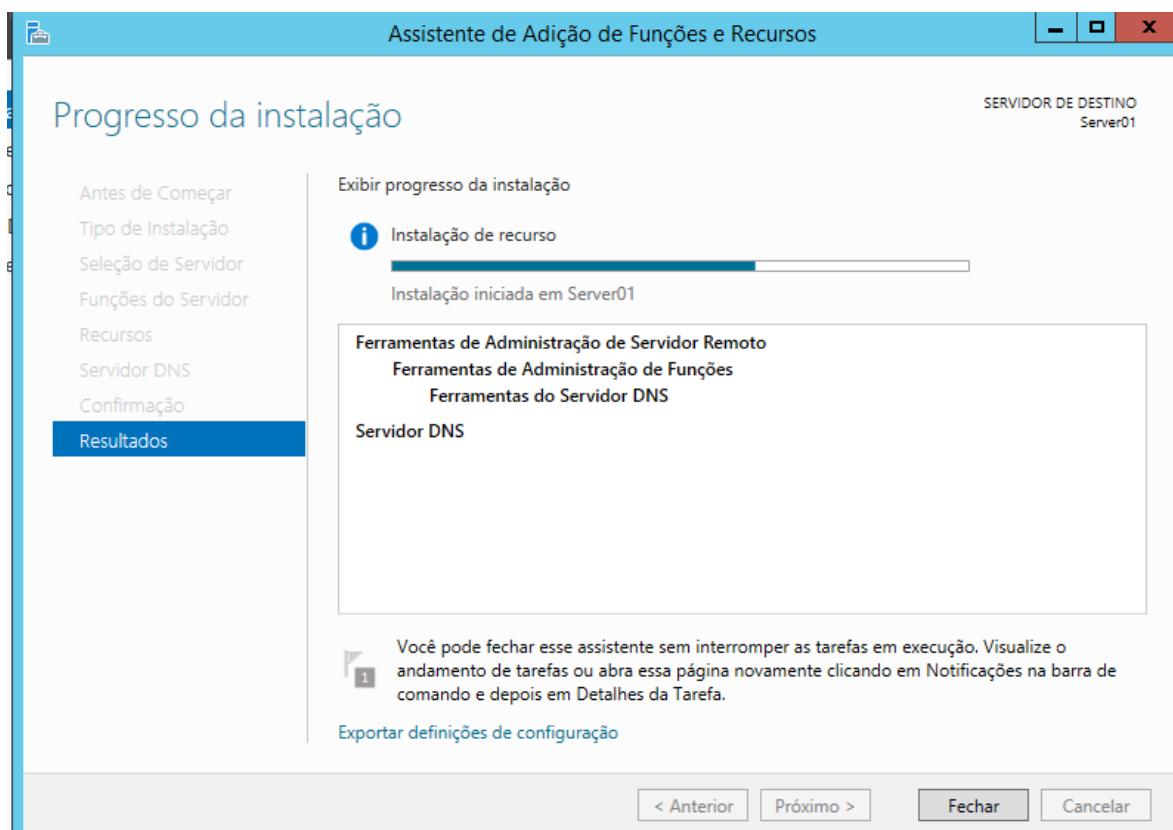 Assistente de Adição de Funções e Recursos
Progresso da instalação
SERVIDOR DE DESTINO
Server01
Antes de Começar
Tipo de Instalação
Seleção de Servidor
Funções do Servidor
Recursos
Servidor DNS
Confirmação
Resultados
Exibir progresso da instalação
Instalação de recurso
Instalação iniciada em Server01
Ferramentas de Administração de Servidor Remoto
Ferramentas de Administração de Funções
Ferramentas do Servidor DNS
Servidor DNS
1
Você pode fechar esse assistente sem interromper as tarefas em execução. Visualize o
andamento de tarefas ou abra essa página novamente clicando em Notificações na barra de
comando e depois em Detalhes da Tarefa.
Exportar definições de configuração
< Anterior
Próximo >
Fechar
Cancelar